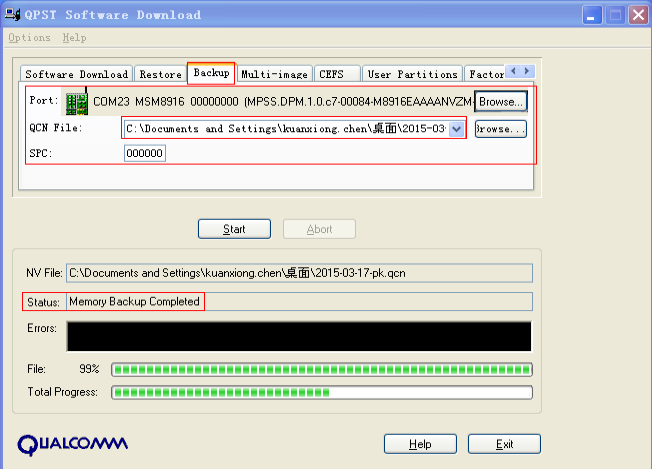 QPST Software Download
Options Help
Software Download Restore Backup Multi-image CEFS User Partitions Factor
Port: COM23 MSM8916 00000000 (MPSS.DPM.1.0.c7-00084-M8916EAAAANVZM- Browse...
QCN File: C:\Documents and Settings\kuanxiong.chen\桌面\2015-03- Browse...
SPC: 000000
Start Abort
NV File: C:\Documents and Settings\kuanxiong.chen\桌面\2015-03-17-pk.qcn
Status: Memory Backup Completed
Errors:
File: 99%
Total Progress:
QUALCOMM Help Exit